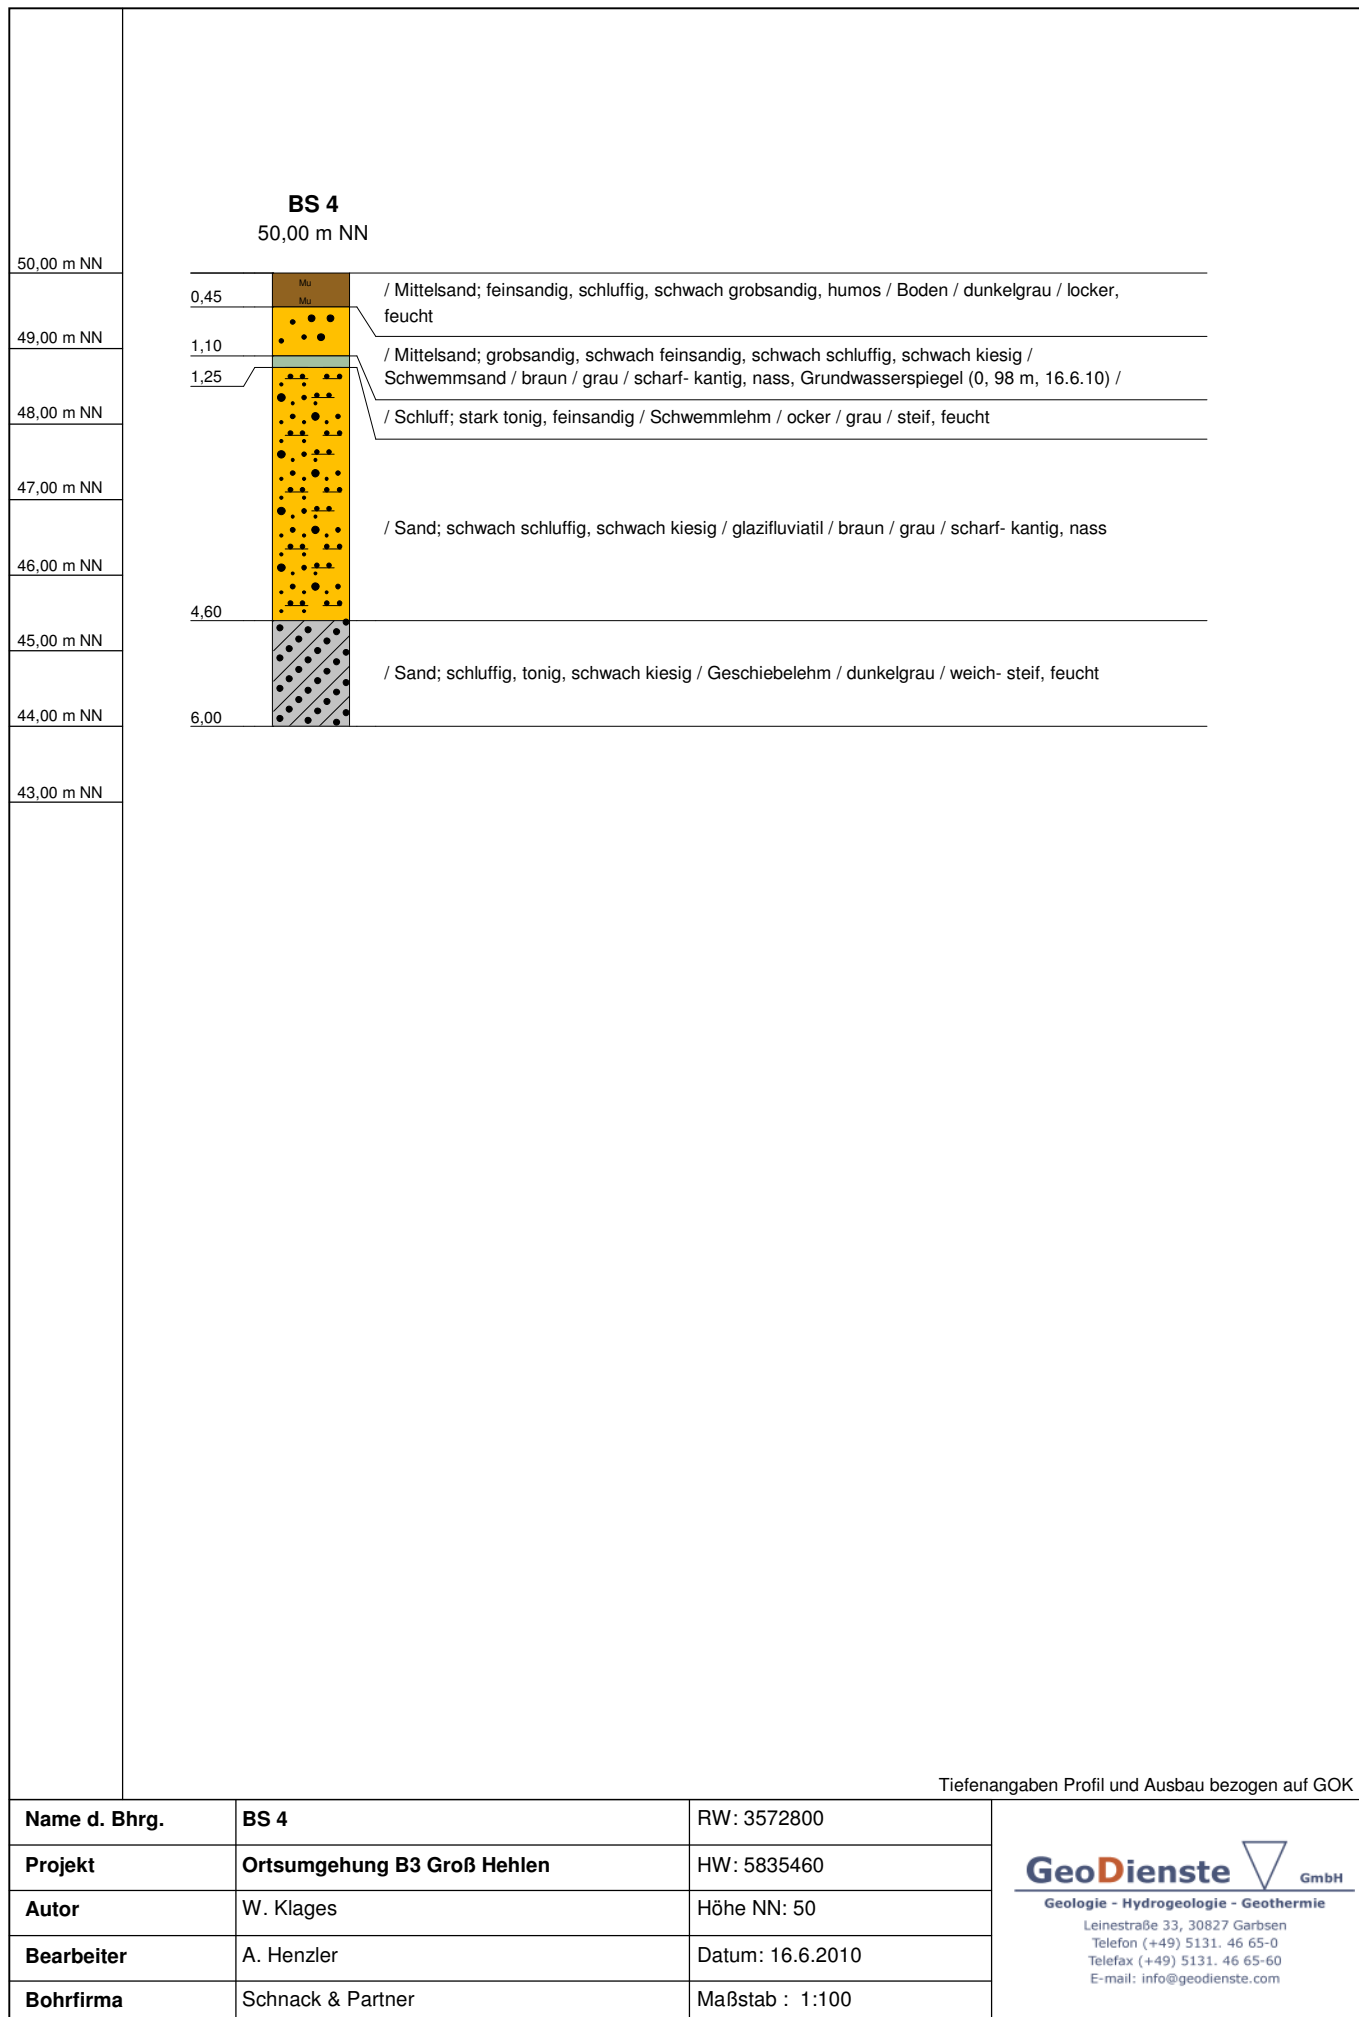 BS 4
50,00 m NN
50,00 m NN
49,00 m NN
48,00 m NN
47,00 m NN
46,00 m NN
45,00 m NN
44,00 m NN
43,00 m NN
0,45
1,10
1,25
4,60
6,00
Mu
Mu
/ Mittelsand; feinsandig, schluffig, schwach grobsandig, humos / Boden / dunkelgrau / locker,
feucht
/ Mittelsand; grobsandig, schwach feinsandig, schwach schluffig, schwach kiesig /
Schwemmsand / braun / grau / scharf- kantig, nass, Grundwasserspiegel (0, 98 m, 16.6.10) /
/ Schluff; stark tonig, feinsandig / Schwemmlehm / ocker / grau / steif, feucht
/ Sand; schwach schluffig, schwach kiesig / glazifluviatil / braun / grau / scharf- kantig, nass
/ Sand; schluffig, tonig, schwach kiesig / Geschiebelehm / dunkelgrau / weich- steif, feucht
Tiefenangaben Profil und Ausbau bezogen auf GOK
Name d. Bhrg. BS 4 RW: 3572800
Projekt Ortsumgehung B3 Groß Hehlen HW: 5835460
Autor W. Klages Höhe NN: 50
Bearbeiter A. Henzler Datum: 16.6.2010
Bohrfirma Schnack & Partner Maßstab : 1:100
GeoDienste GmbH
Geologie - Hydrogeologie - Geothermie
Leinestraße 33, 30827 Garbsen
Telefon (+49) 5131. 46 65-0
Telefax (+49) 5131. 46 65-60
E-mail: info@geodienste.com